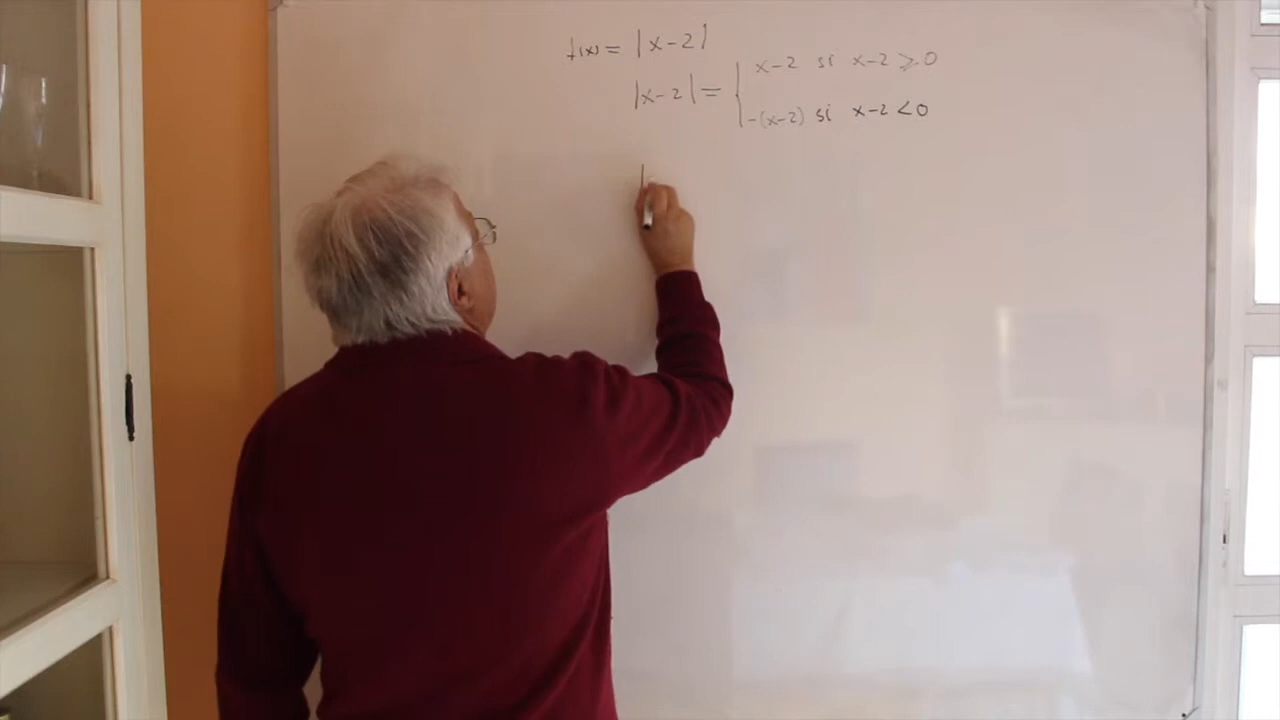 f(x) = |x-2|
|x-2| = { x-2 si x-2 ⩾ 0
-(x-2) si x-2 < 0